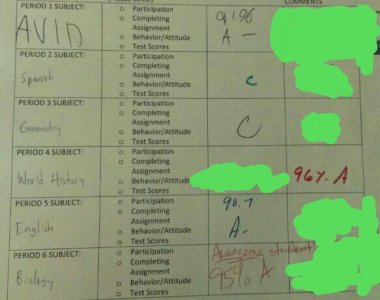 COMMENTS
PERIOD 1 SUBJECT:
AVID
o Participation
o Completing
Assignment
o Behavior/Attitude
o Test Scores
91%
A-
PERIOD 2 SUBJECT:
Spanish
o Participation
o Completing
Assignment
o Behavior/Attitude
o Test Scores
C
PERIOD 3 SUBJECT:
Geometry
o Participation
o Completing
Assignment
o Behavior/Attitude
o Test Scores
C
PERIOD 4 SUBJECT:
World History
o Participation
o Completing
Assignment
o Behavior/Attitude
o Test Scores
96%. A
PERIOD 5 SUBJECT:
English
o Participation
o Completing
Assignment
o Behavior/Attitude
o Test Scores
90.7
A-
PERIOD 6 SUBJECT:
Biology
o Participation
o Completing
Assignment
o Behavior/Attitude
o Test Scores
Awesome student
95% A